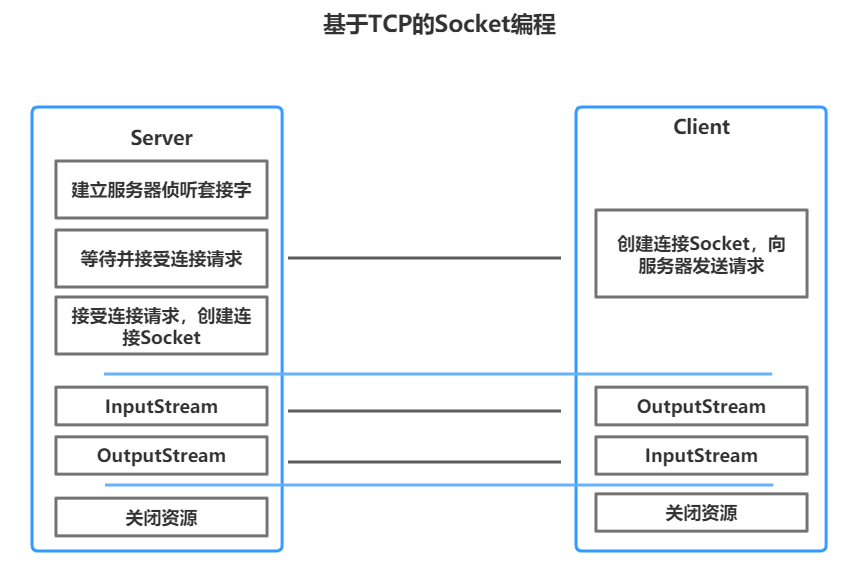 基于TCP的Socket编程
Server
建立服务器侦听套接字
等待并接受连接请求
接受连接请求，创建连
接Socket
InputStream
OutputStream
关闭资源
Client
创建连接Socket，向
服务器发送请求
OutputStream
InputStream
关闭资源